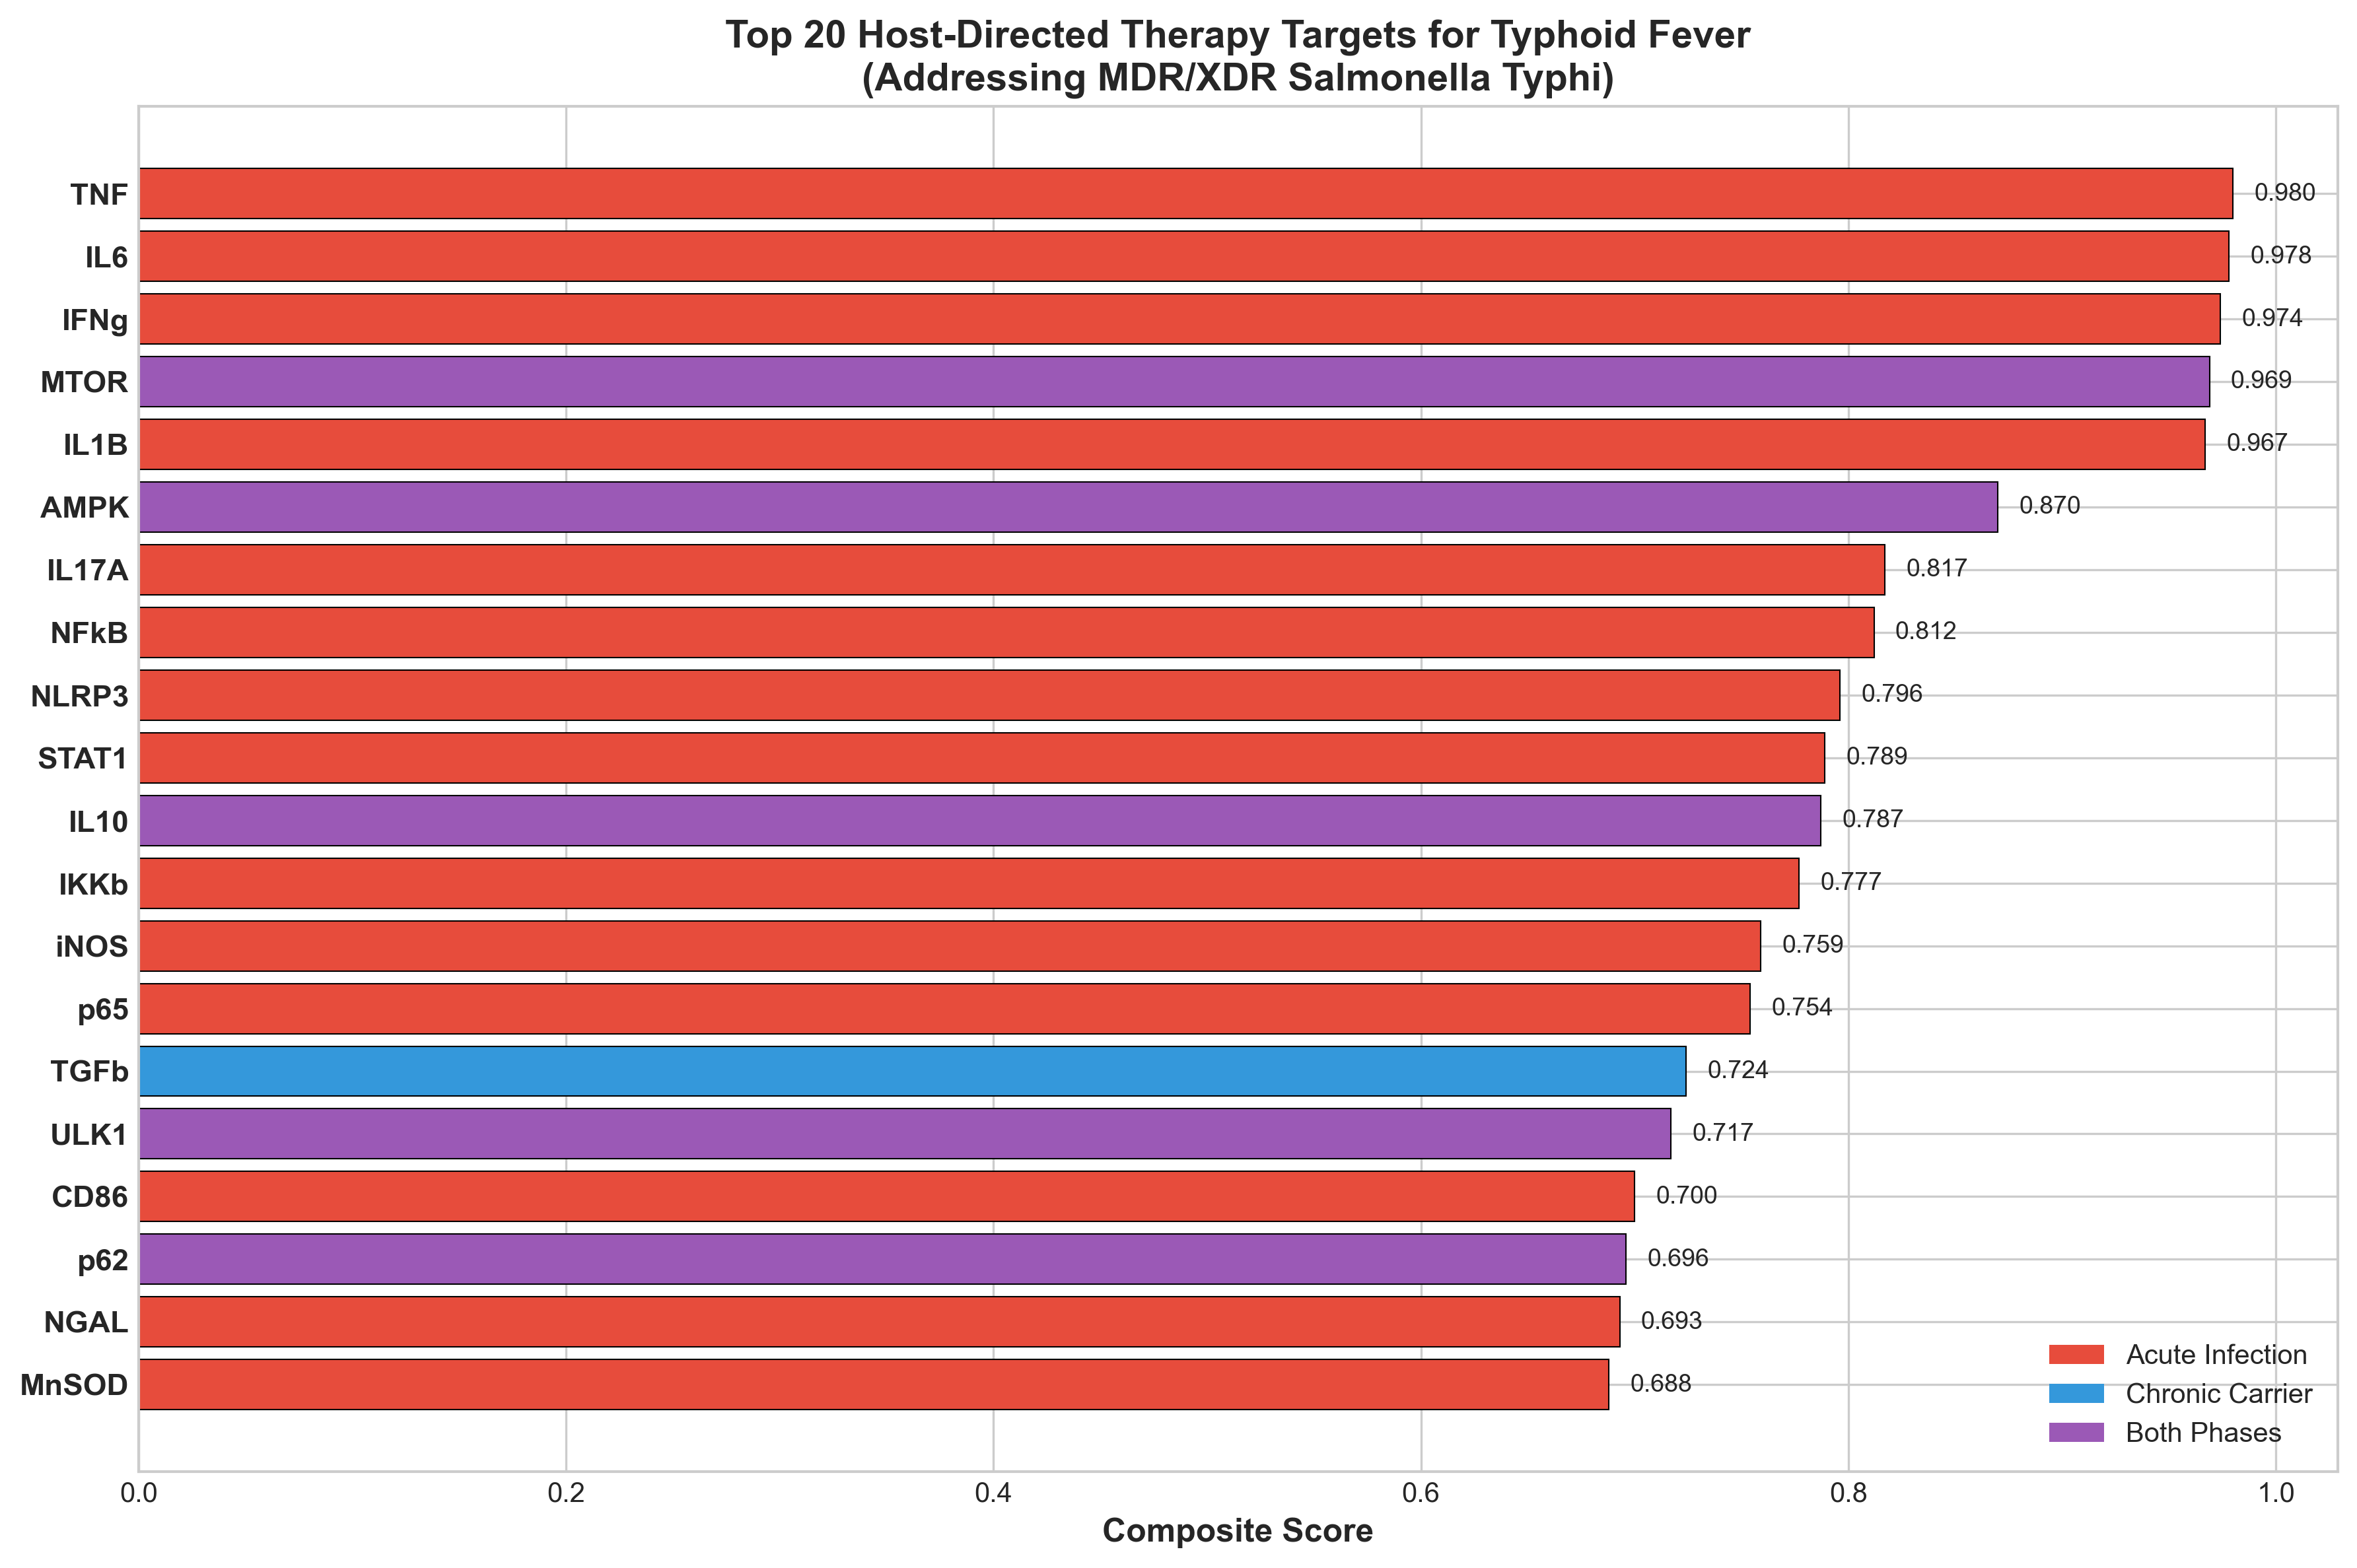 Top 20 Host-Directed Therapy Targets for Typhoid Fever
(Addressing MDR/XDR Salmonella Typhi)
TNF 0.980
IL6 0.978
IFNg 0.974
MTOR 0.969
IL1B 0.967
AMPK 0.870
IL17A 0.817
NFkB 0.812
NLRP3 0.796
STAT1 0.789
IL10 0.787
IKKb 0.777
iNOS 0.759
p65 0.754
TGFb 0.724
ULK1 0.717
CD86 0.700
p62 0.696
NGAL 0.693
MnSOD 0.688
Acute Infection
Chronic Carrier
Both Phases
0.0 0.2 0.4 0.6 0.8 1.0
Composite Score